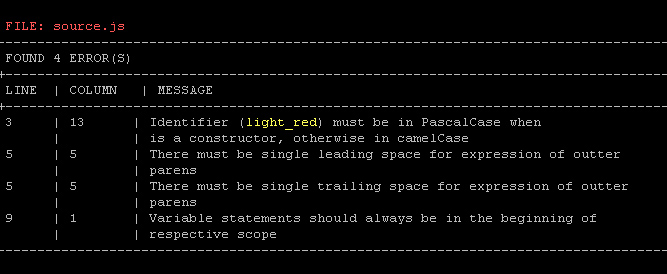 FILE: source.js
FOUND 4 ERROR(S)
LINE | COLUMN | MESSAGE
3 | 13 | Identifier (light_red) must be in PascalCase when
| | is a constructor, otherwise in camelCase
5 | 5 | There must be single leading space for expression of outter
| | parens
5 | 5 | There must be single trailing space for expression of outter
| | parens
9 | 1 | Variable statements should always be in the beginning of
| | respective scope